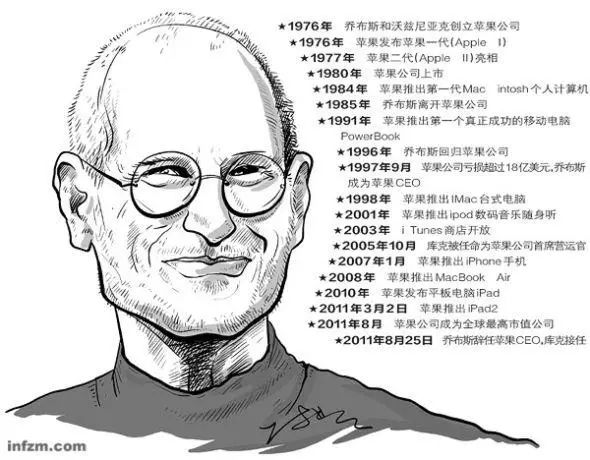 ★1976年 乔布斯和沃兹尼亚克创立苹果公司
★1976年 苹果发布苹果一代(Apple I)
★1977年 苹果二代(Apple II)亮相
★1980年 苹果公司上市
★1984年 苹果推出第一代Mac intosh个人计算机
★1985年 乔布斯离开苹果公司
★1991年 苹果推出第一个真正成功的移动电脑
PowerBook
★1996年 乔布斯回归苹果公司
★1997年9月 苹果公司亏损超过18亿美元,乔布斯
成为苹果CEO
★1998年 苹果推出IMac台式电脑
★2001年 苹果推出ipod数码音乐随身听
★2003年 i Tunes商店开放
★2005年10月 库克被任命为苹果公司首席营运官
★2007年1月 苹果推出iPhone手机
★2008年 苹果推出MacBook Air
★2010年 苹果发布平板电脑iPad
★2011年3月2日 苹果推出iPad2
★2011年8月 苹果公司成为全球最高市值公司
★2011年8月25日 乔布斯辞任苹果CEO,库克接任
infzm.com